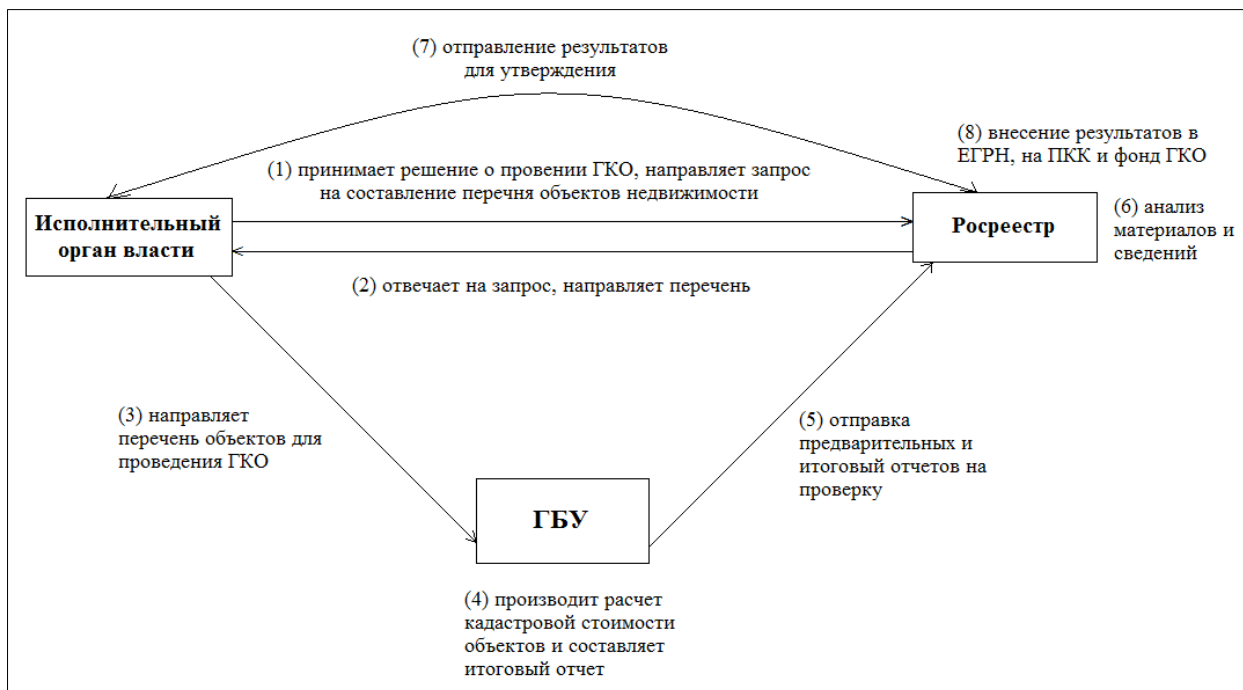 (7) отправление результатов
для утверждения
(8) внесение результатов в
ЕГРН, на ПКК и фонд ГКО
(1) принимает решение о провении ГКО, направляет запрос
на составление перечня объектов недвижимости
Исполнительный
орган власти
Росреестр
(6) анализ
материалов и
сведений
(2) отвечает на запрос, направляет перечень
(3) направляет
перечень объектов для
проведения ГКО
(5) отправка
предварительных и
итоговый отчетов на
проверку
ГБУ
(4) производит расчет
кадастровой стоимости
объектов и составляет
итоговый отчет